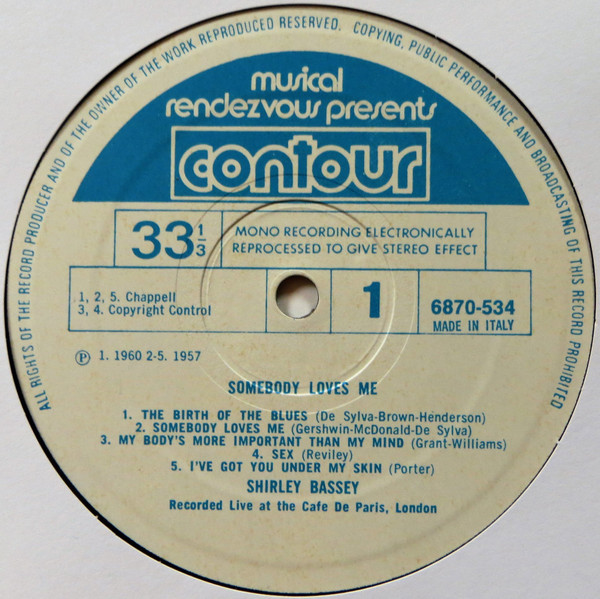 ALL RIGHTS OF THE RECORD PRODUCER AND OF THE OWNER OF THE WORK REPRODUCED RESERVED. COPYING, PUBLIC PERFORMANCE AND BROADCASTING OF THIS RECORD PROHIBITED
musical
rendezvous presents
contour
33 1/3
MONO RECORDING ELECTRONICALLY
REPROCESSED TO GIVE STEREO EFFECT
1, 2, 5. Chappell
3, 4. Copyright Control
1
6870-534
MADE IN ITALY
Ⓟ 1. 1960 2-5. 1957
SOMEBODY LOVES ME
1. THE BIRTH OF THE BLUES (De Sylva-Brown-Henderson)
2. SOMEBODY LOVES ME (Gershwin-McDonald-De Sylva)
3. MY BODY'S MORE IMPORTANT THAN MY MIND (Grant-Williams)
4. SEX (Reviley)
5. I'VE GOT YOU UNDER MY SKIN (Porter)
SHIRLEY BASSEY
Recorded Live at the Cafe De Paris, London